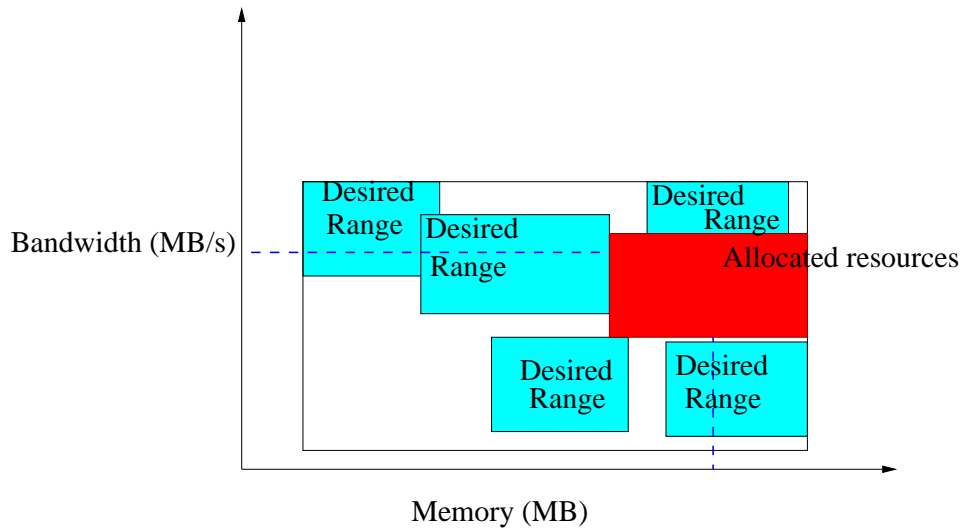 Desired
Range
Desired
Range
Desired
Range
Bandwidth (MB/s)
Allocated resources
Desired
Range
Desired
Range
Memory (MB)